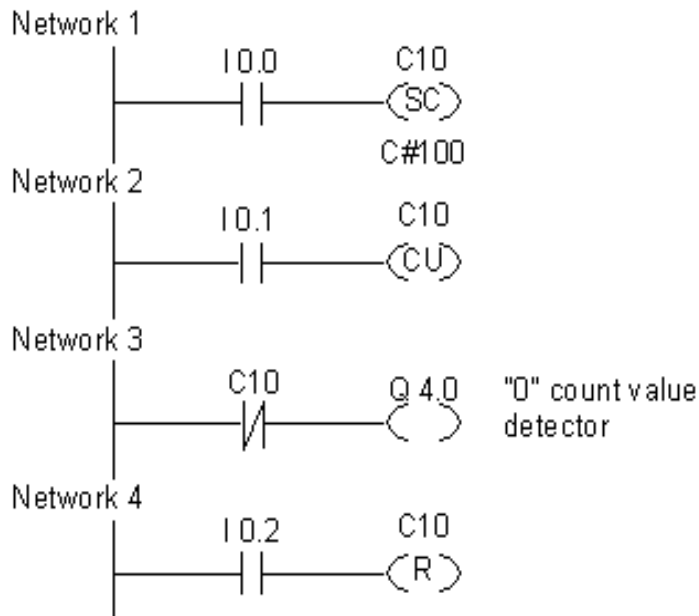 Network 1
I 0.0 C10
SC
C#100
Network 2
I 0.1 C10
CU
Network 3
C10 Q 4.0 "0" count value
detector
Network 4
I 0.2 C10
R